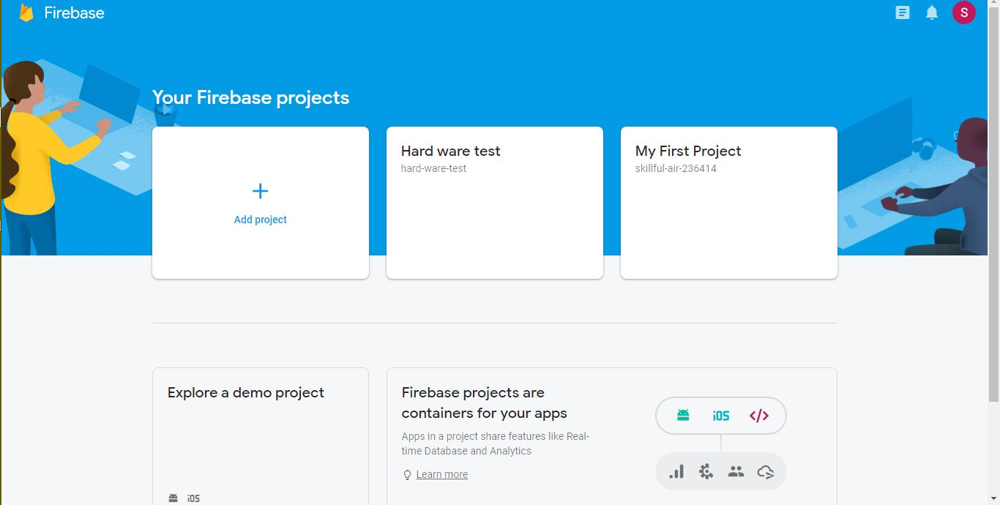 Firebase
S
Your Firebase projects
Add project
Hard ware test
hard-ware-test
My First Project
skillful-air-236414
Explore a demo project
iOS
Firebase projects are
containers for your apps
Apps in a project share features like Real-
time Database and Analytics
Learn more
iOS